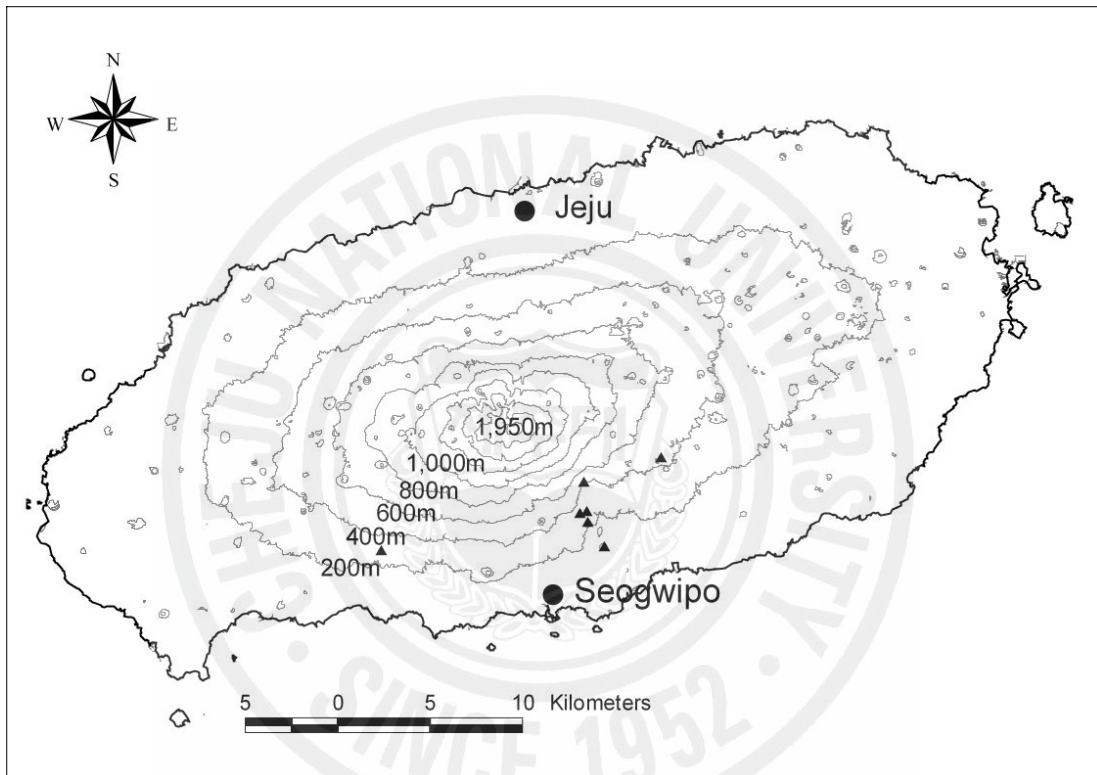 N
W E
S
Jeju
1,950m
1,000m
800m
600m
400m
200m
Seogwipo
5 0 5 10 Kilometers
CHEJU NATIONAL UNIVERSITY
SINCE 1952